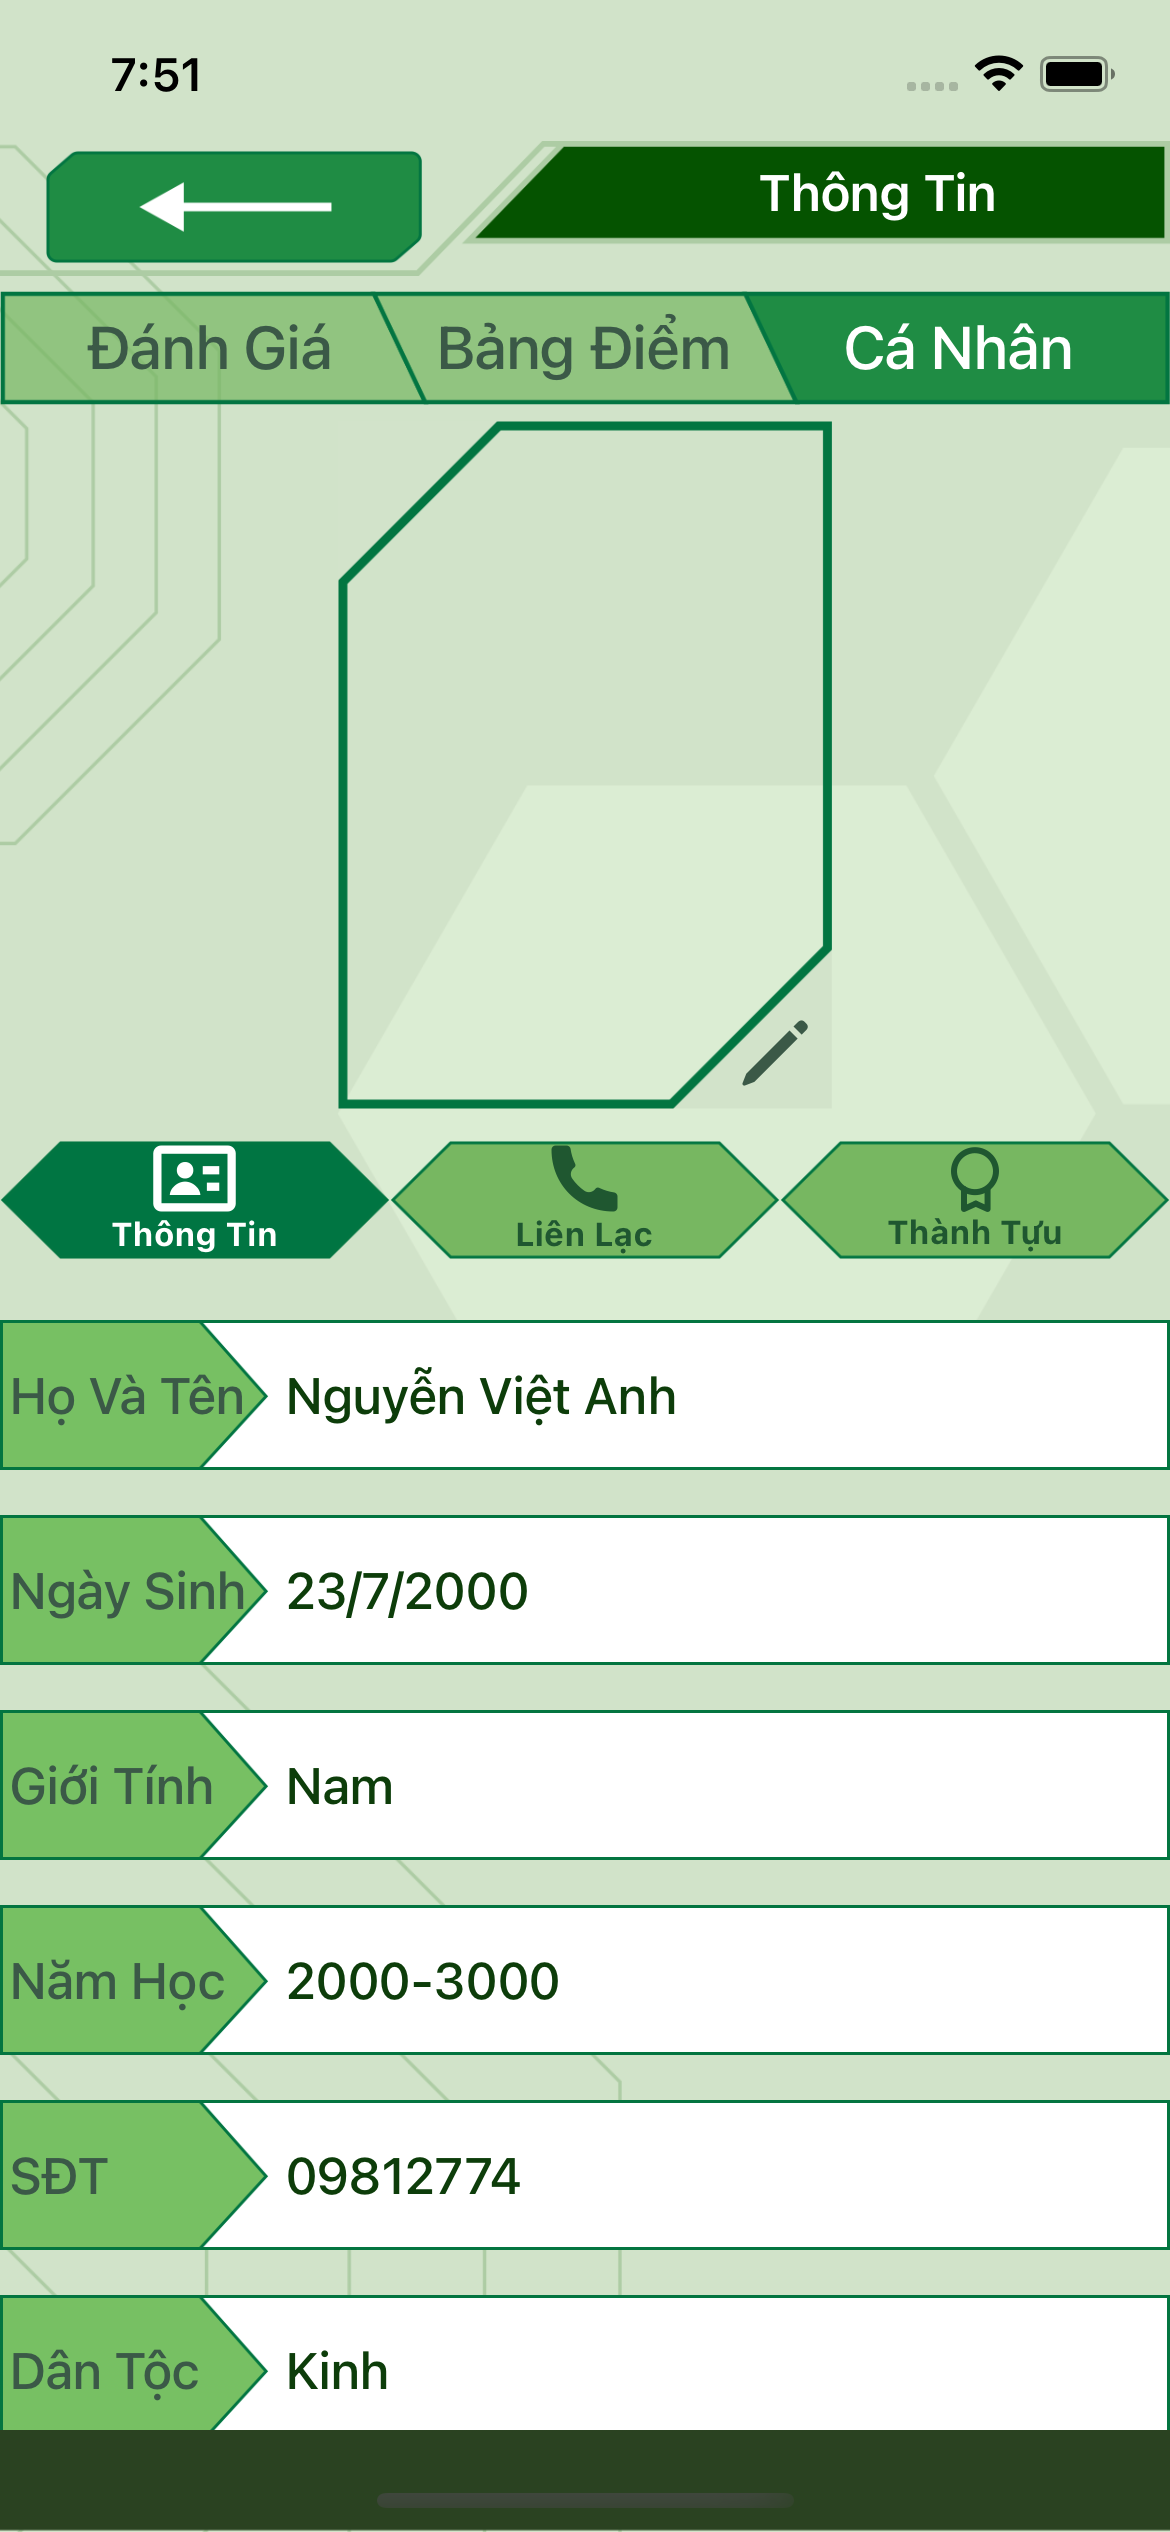 7:51
Thông Tin
Đánh Giá
Bảng Điểm
Cá Nhân
Thông Tin
Liên Lạc
Thành Tựu
Họ Và Tên
Nguyễn Việt Anh
Ngày Sinh
23/7/2000
Giới Tính
Nam
Năm Học
2000-3000
SĐT
09812774
Dân Tộc
Kinh